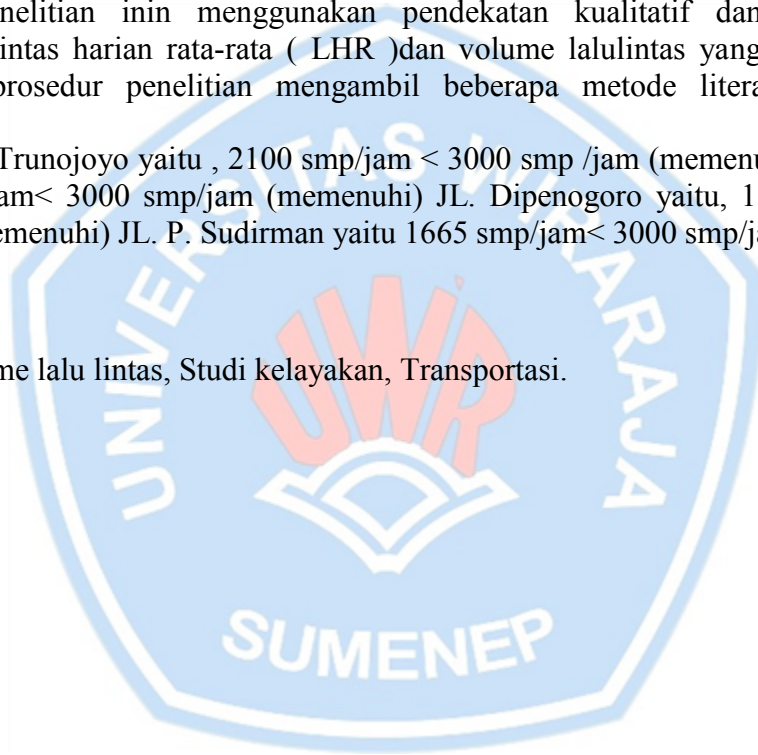 nelitian inin menggunakan pendekatan kualitatif dan
intas harian rata-rata ( LHR )dan volume lalulintas yang
prosedur penelitian mengambil beberapa metode litera
Trunojoyo yaitu , 2100 smp/jam < 3000 smp /jam (memenu
am< 3000 smp/jam (memenuhi) JL. Dipenogoro yaitu, 1
emenuhi) JL. P. Sudirman yaitu 1665 smp/jam< 3000 smp/ja
me lalu lintas, Studi kelayakan, Transportasi.
UNIVERSITAS WIRARAJA
UWR
SUMENEP